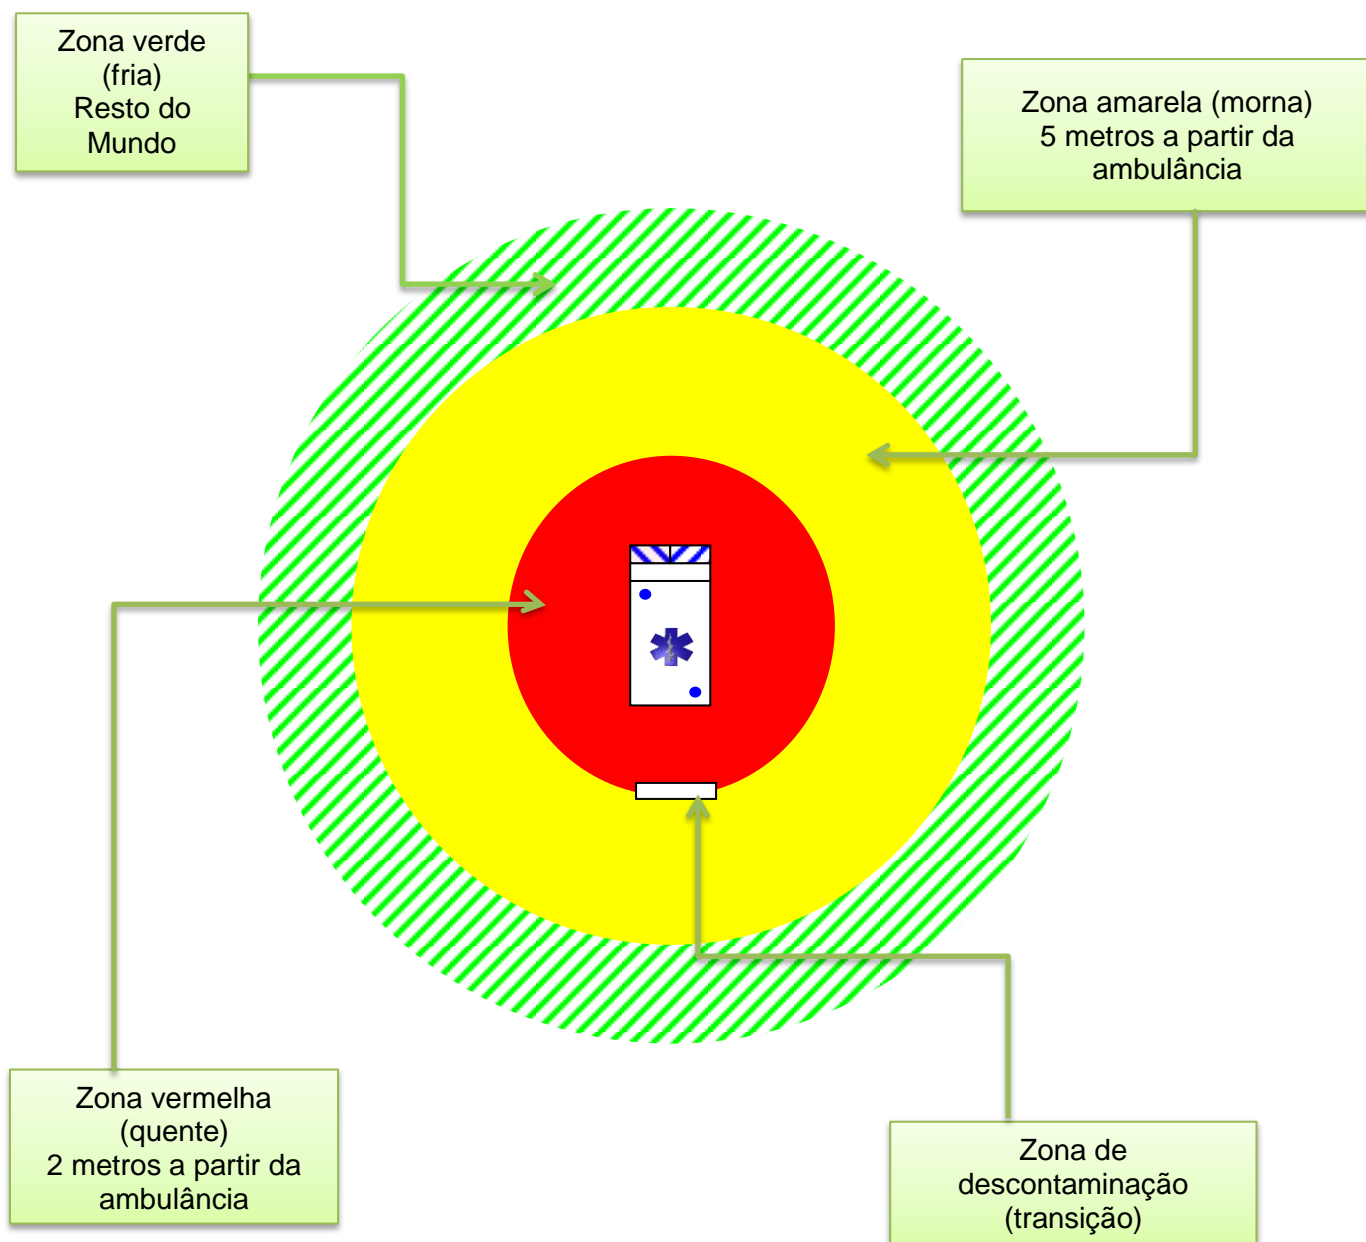 Zona verde
(fria)
Resto do
Mundo
Zona amarela (morna)
5 metros a partir da
ambulância
Zona vermelha
(quente)
2 metros a partir da
ambulância
Zona de
descontaminação
(transição)